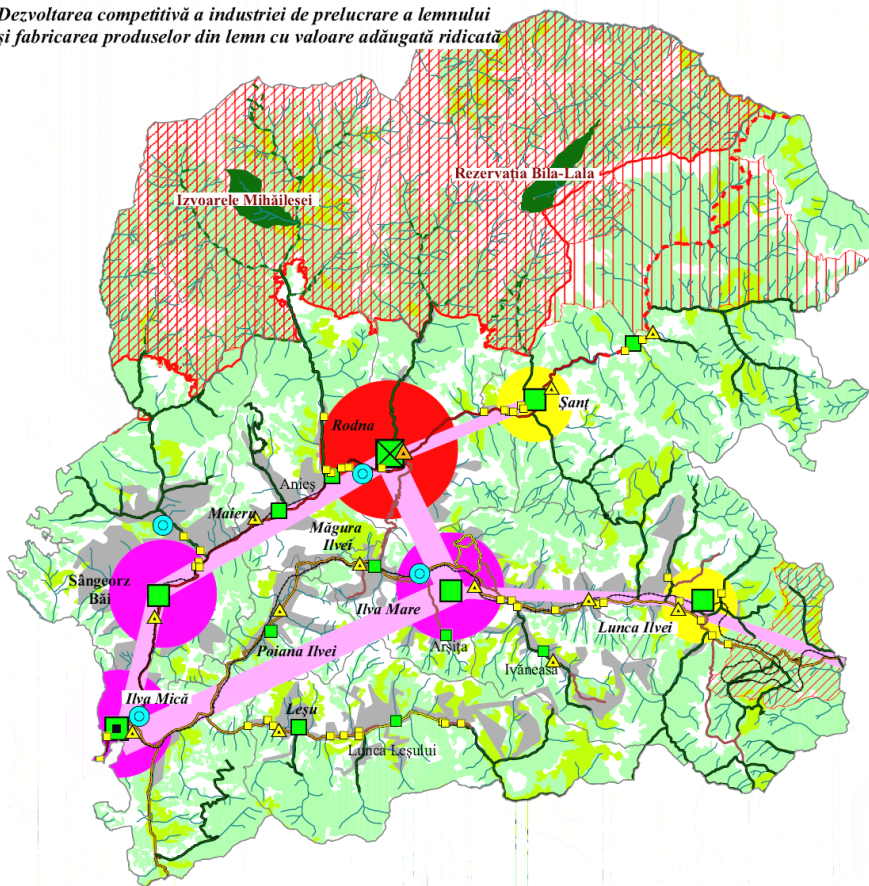 Dezvoltarea competitivă a industriei de prelucrare a lemnului
și fabricarea produselor din lemn cu valoare adăugată ridicată
Rezervația Bila-Lala
Izvoarele Mihăilesei
Șanț
Rodna
Anieș
Maieru
Măgura
Ilvei
Sângeorz
Băi
Ilva Mare
Lunca Ilvei
Poiana Ilvei
Arșița
Ivăneasa
Ilva Mică
Leșu
Lunca Leșului